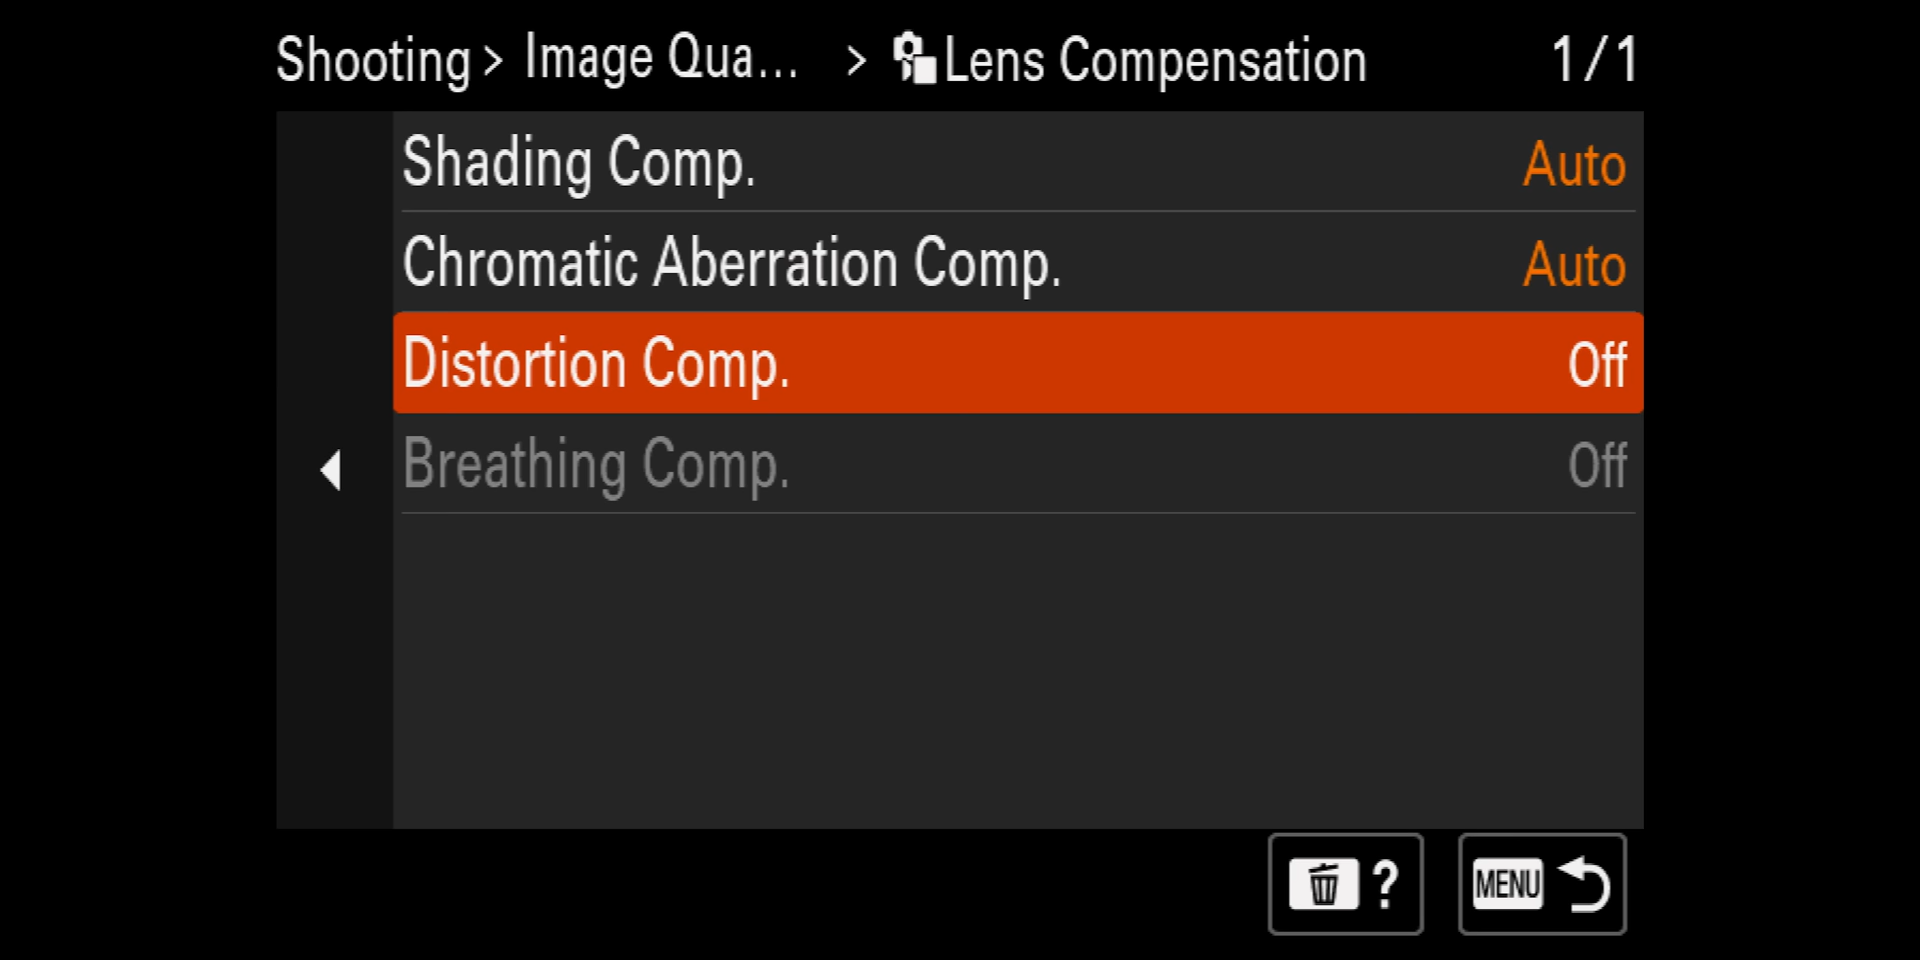 Shooting > Image Qua... > Lens Compensation 1/1
Shading Comp. Auto
Chromatic Aberration Comp. Auto
Distortion Comp. Off
Breathing Comp. Off
? MENU